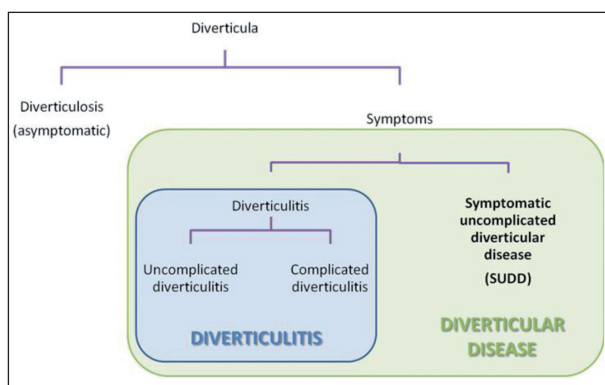 Diverticula
Diverticulosis
(asymptomatic)
Symptoms
Diverticulitis
Uncomplicated
diverticulitis
Complicated
diverticulitis
DIVERTICULITIS
Symptomatic
uncomplicated
diverticular
disease
(SUDD)
DIVERTICULAR
DISEASE